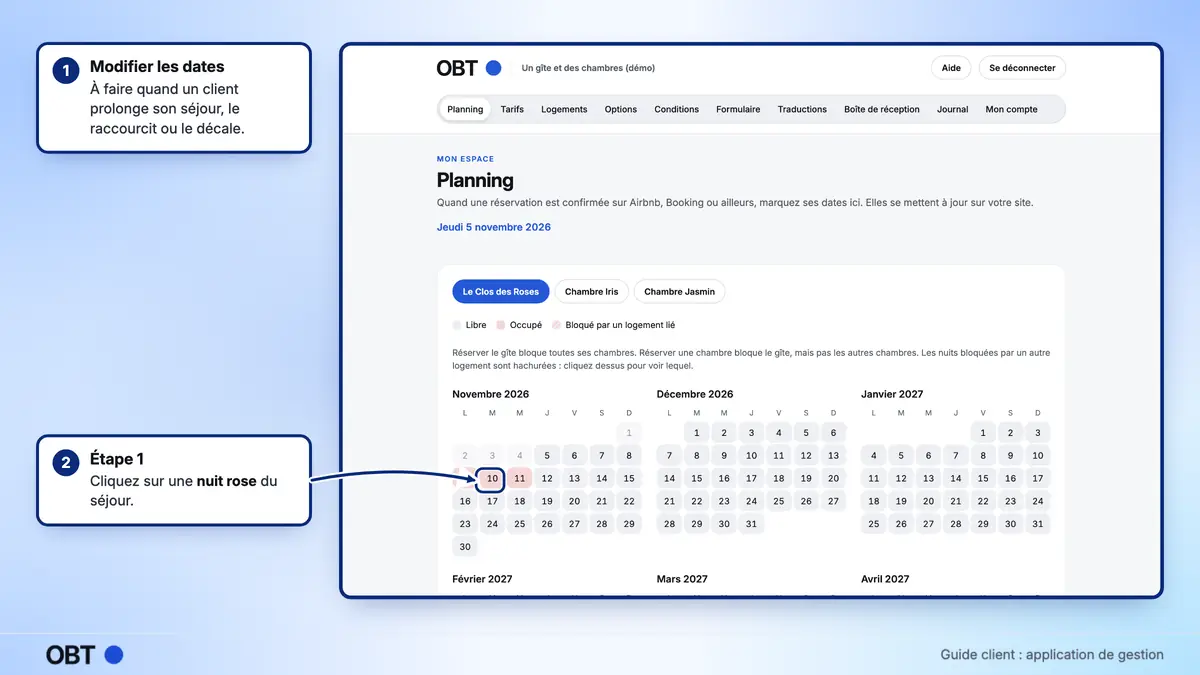 1
Modifier les dates
À faire quand un client
prolonge son séjour, le
raccourcit ou le décale.
2
Étape 1
Cliquez sur une nuit rose du
séjour.
OBT
Un gîte et des chambres (démo)
Aide
Se déconnecter
Planning Tarifs Logements Options Conditions Formulaire Traductions Boîte de réception Journal Mon compte
MON ESPACE
Planning
Quand une réservation est confirmée sur Airbnb, Booking ou ailleurs, marquez ses dates ici. Elles se mettent à jour sur votre site.
Jeudi 5 novembre 2026
Le Clos des Roses Chambre Iris Chambre Jasmin
Libre Occupé Bloqué par un logement lié
Réserver le gîte bloque toutes ses chambres. Réserver une chambre bloque le gîte, mais pas les autres chambres. Les nuits bloquées par un autre
logement sont hachurées : cliquez dessus pour voir lequel.
Novembre 2026
L M M J V S D
1
2 3 4 5 6 7 8
10 11 12 13 14 15
16 17 18 19 20 21 22
23 24 25 26 27 28 29
30
Décembre 2026
L M M J V S D
1 2 3 4 5 6
7 8 9 10 11 12 13
14 15 16 17 18 19 20
21 22 23 24 25 26 27
28 29 30 31
Janvier 2027
L M M J V S D
1 2 3
4 5 6 7 8 9 10
11 12 13 14 15 16 17
18 19 20 21 22 23 24
25 26 27 28 29 30 31
Février 2027
Mars 2027
Avril 2027
OBT
Guide client : application de gestion